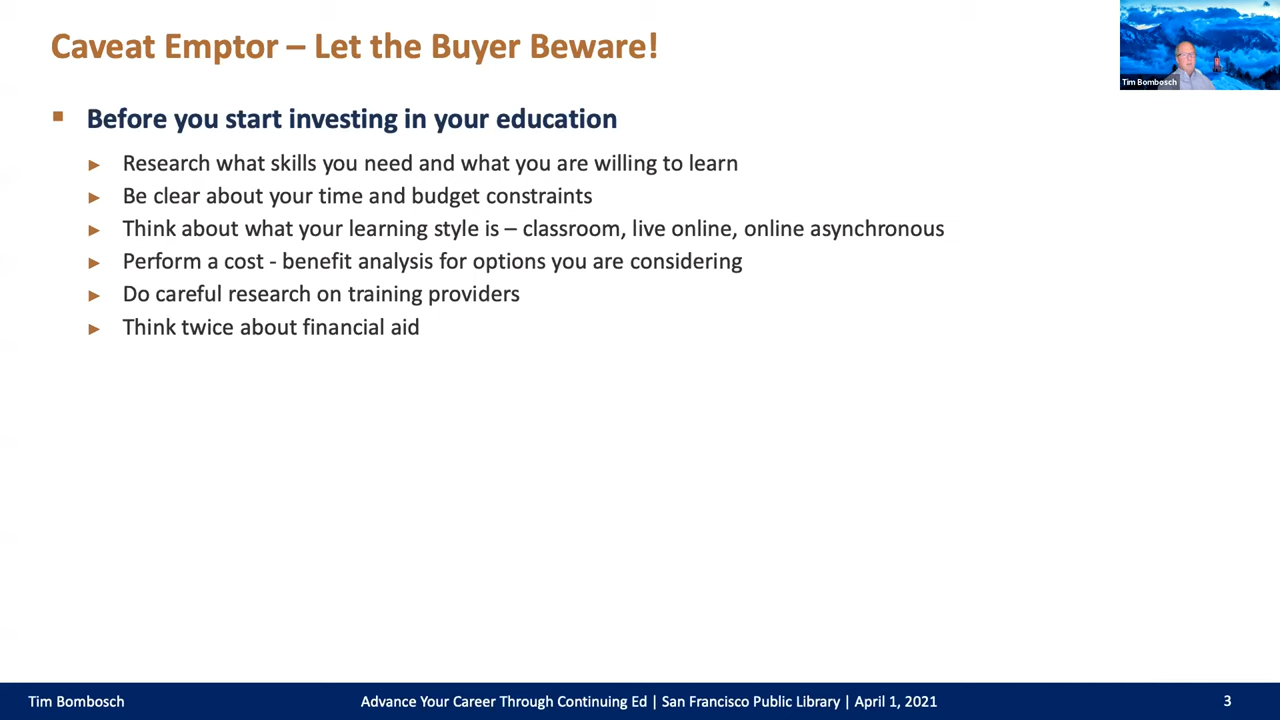 Caveat Emptor – Let the Buyer Beware!
Tim Bombosch
Before you start investing in your education
Research what skills you need and what you are willing to learn
Be clear about your time and budget constraints
Think about what your learning style is – classroom, live online, online asynchronous
Perform a cost - benefit analysis for options you are considering
Do careful research on training providers
Think twice about financial aid
Tim Bombosch
Advance Your Career Through Continuing Ed | San Francisco Public Library | April 1, 2021
3